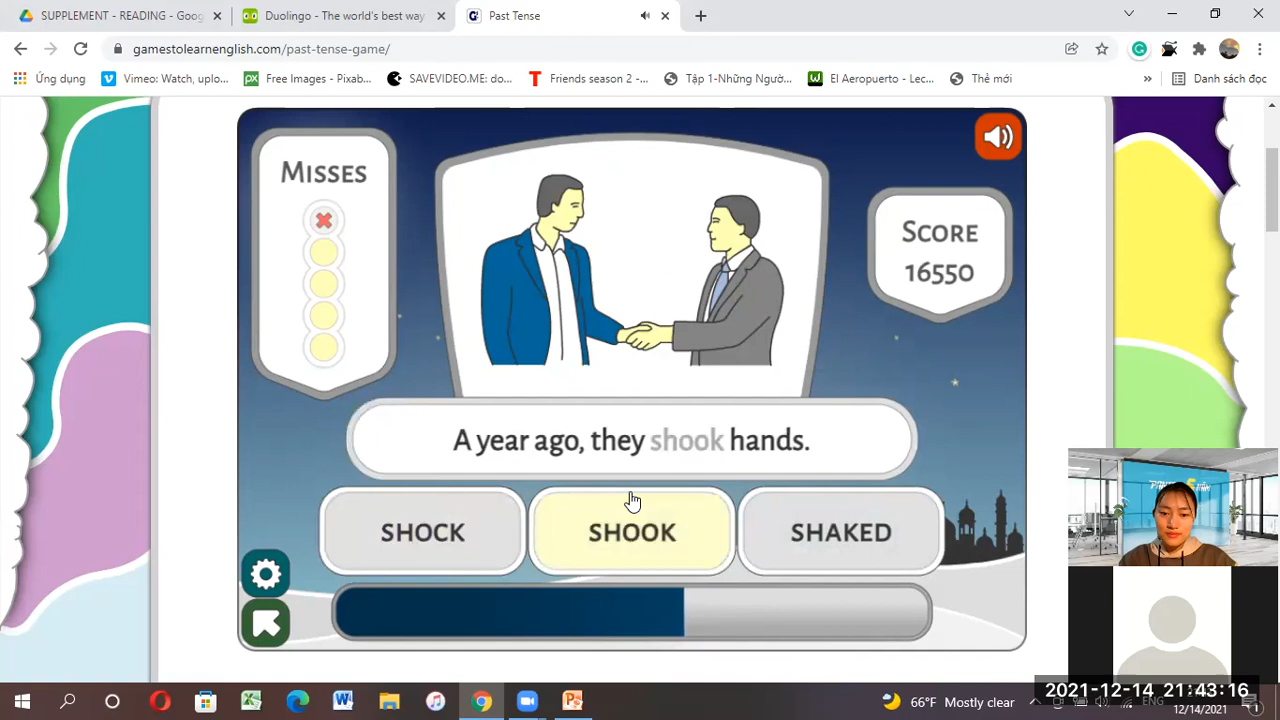 SUPPLEMENT - READING - Goog
Duolingo - The world's best way
Past Tense
gamestolearnenglish.com/past-tense-game/
Ứng dụng
Vimeo: Watch, uplo...
Free Images - Pixab...
SAVEVIDEO.ME: do...
Friends season 2 -...
Tập 1-Những Ngườ...
El Aeropuerto - Lec...
Thẻ mới
»
Danh sách đọc
MISSES
SCORE
16550
A year ago, they shook hands.
SHOCK
SHOOK
SHAKED
66°F Mostly clear
ENG
2021-12-14 21:43:16
12/14/2021